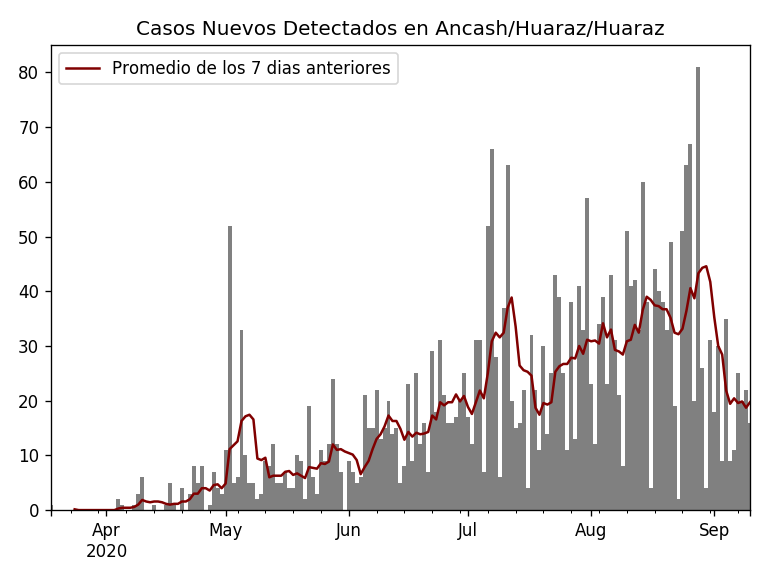 Casos Nuevos Detectados en Ancash/Huaraz/Huaraz
Promedio de los 7 dias anteriores
80
70
60
50
40
30
20
10
0
Apr
2020
May
Jun
Jul
Aug
Sep